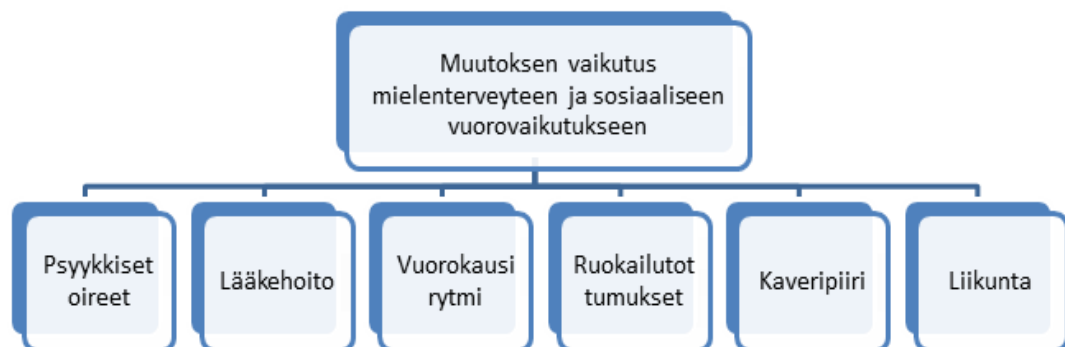 Muutoksen vaikutus
mielenterveyteen ja sosiaaliseen
vuorovaikutukseen
Psyykkiset
oireet
Lääkehoito
Vuorokausi
rytmi
Ruokailutot
tumukset
Kaveripiiri
Liikunta